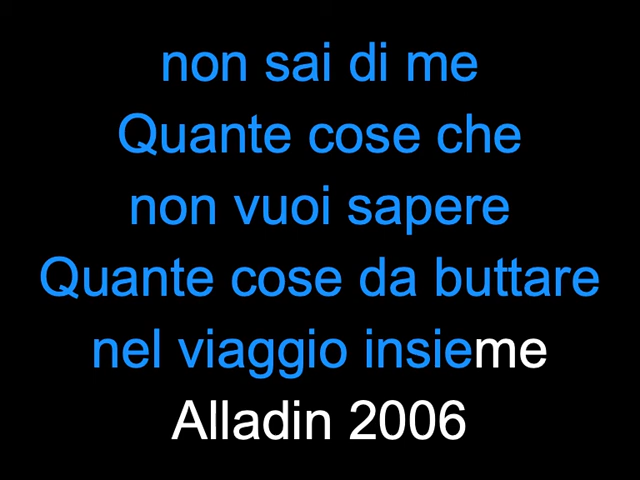 non sai di me
Quante cose che
non vuoi sapere
Quante cose da buttare
nel viaggio insieme
Alladin 2006